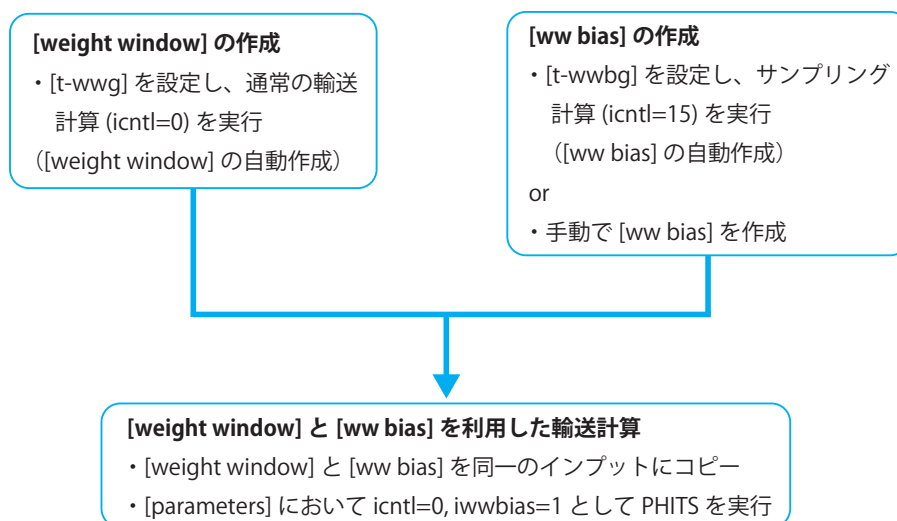 [weight window] の作成
・[t-wwg] を設定し、通常の輸送
計算 (icntl=0) を実行
（[weight window] の自動作成）
[ww bias] の作成
・[t-wwbg] を設定し、サンプリング
計算 (icntl=15) を実行
（[ww bias] の自動作成）
or
・手動で [ww bias] を作成
[weight window] と [ww bias] を利用した輸送計算
・[weight window] と [ww bias] を同一のインプットにコピー
・[parameters] において icntl=0, iwwbias=1 として PHITS を実行